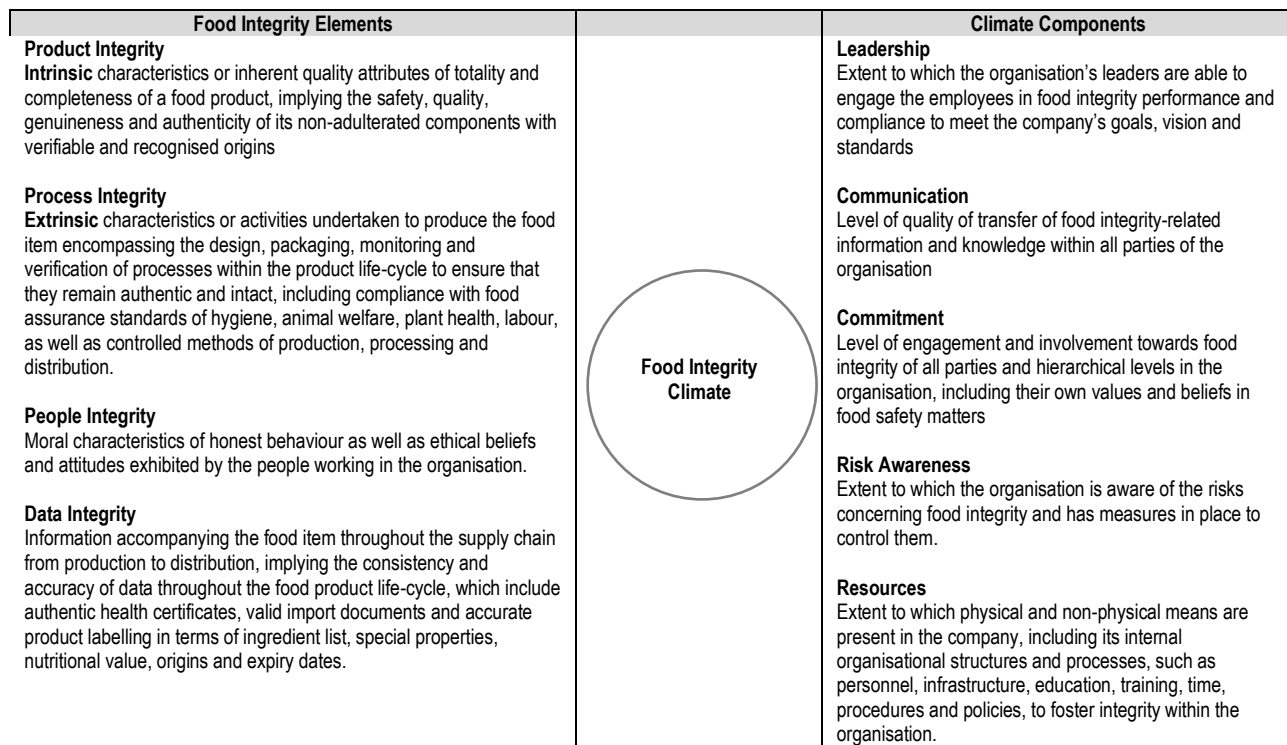 Food Integrity Elements
Product Integrity
Intrinsic characteristics or inherent quality attributes of totality and
completeness of a food product, implying the safety, quality,
genuineness and authenticity of its non-adulterated components with
verifiable and recognised origins
Process Integrity
Extrinsic characteristics or activities undertaken to produce the food
item encompassing the design, packaging, monitoring and
verification of processes within the product life-cycle to ensure that
they remain authentic and intact, including compliance with food
assurance standards of hygiene, animal welfare, plant health, labour,
as well as controlled methods of production, processing and
distribution.
People Integrity
Moral characteristics of honest behaviour as well as ethical beliefs
and attitudes exhibited by the people working in the organisation.
Data Integrity
Information accompanying the food item throughout the supply chain
from production to distribution, implying the consistency and
accuracy of data throughout the food product life-cycle, which include
authentic health certificates, valid import documents and accurate
product labelling in terms of ingredient list, special properties,
nutritional value, origins and expiry dates.
Food Integrity
Climate
Climate Components
Leadership
Extent to which the organisation's leaders are able to
engage the employees in food integrity performance and
compliance to meet the company's goals, vision and
standards
Communication
Level of quality of transfer of food integrity-related
information and knowledge within all parties of the
organisation
Commitment
Level of engagement and involvement towards food
integrity of all parties and hierarchical levels in the
organisation, including their own values and beliefs in
food safety matters
Risk Awareness
Extent to which the organisation is aware of the risks
concerning food integrity and has measures in place to
control them.
Resources
Extent to which physical and non-physical means are
present in the company, including its internal
organisational structures and processes, such as
personnel, infrastructure, education, training, time,
procedures and policies, to foster integrity within the
organisation.